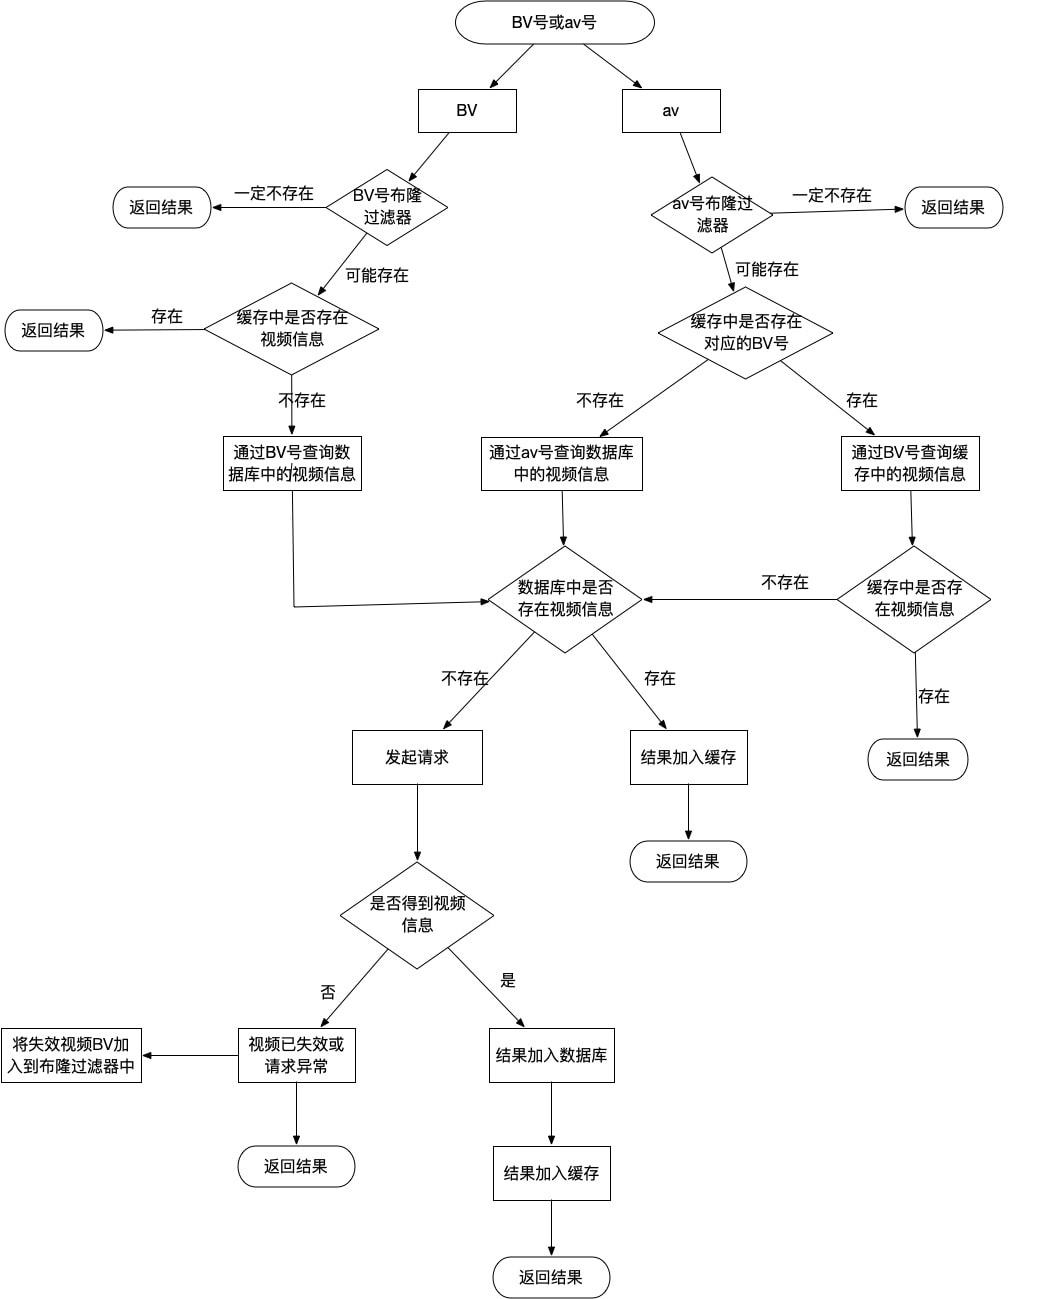 BV号或av号
BV
av
BV号布隆
过滤器
一定不存在
返回结果
av号布隆过
滤器
一定不存在
返回结果
可能存在
可能存在
缓存中是否存在
视频信息
存在
返回结果
缓存中是否存在
对应的BV号
不存在
不存在
存在
通过BV号查询数
据库中的视频信息
通过av号查询数据库
中的视频信息
通过BV号查询缓
存中的视频信息
数据库中是否
存在视频信息
不存在
缓存中是否存
在视频信息
不存在
存在
存在
发起请求
结果加入缓存
返回结果
返回结果
是否得到视频
信息
否
是
将失效视频BV加
入到布隆过滤器中
视频已失效或
请求异常
结果加入数据库
返回结果
结果加入缓存
返回结果